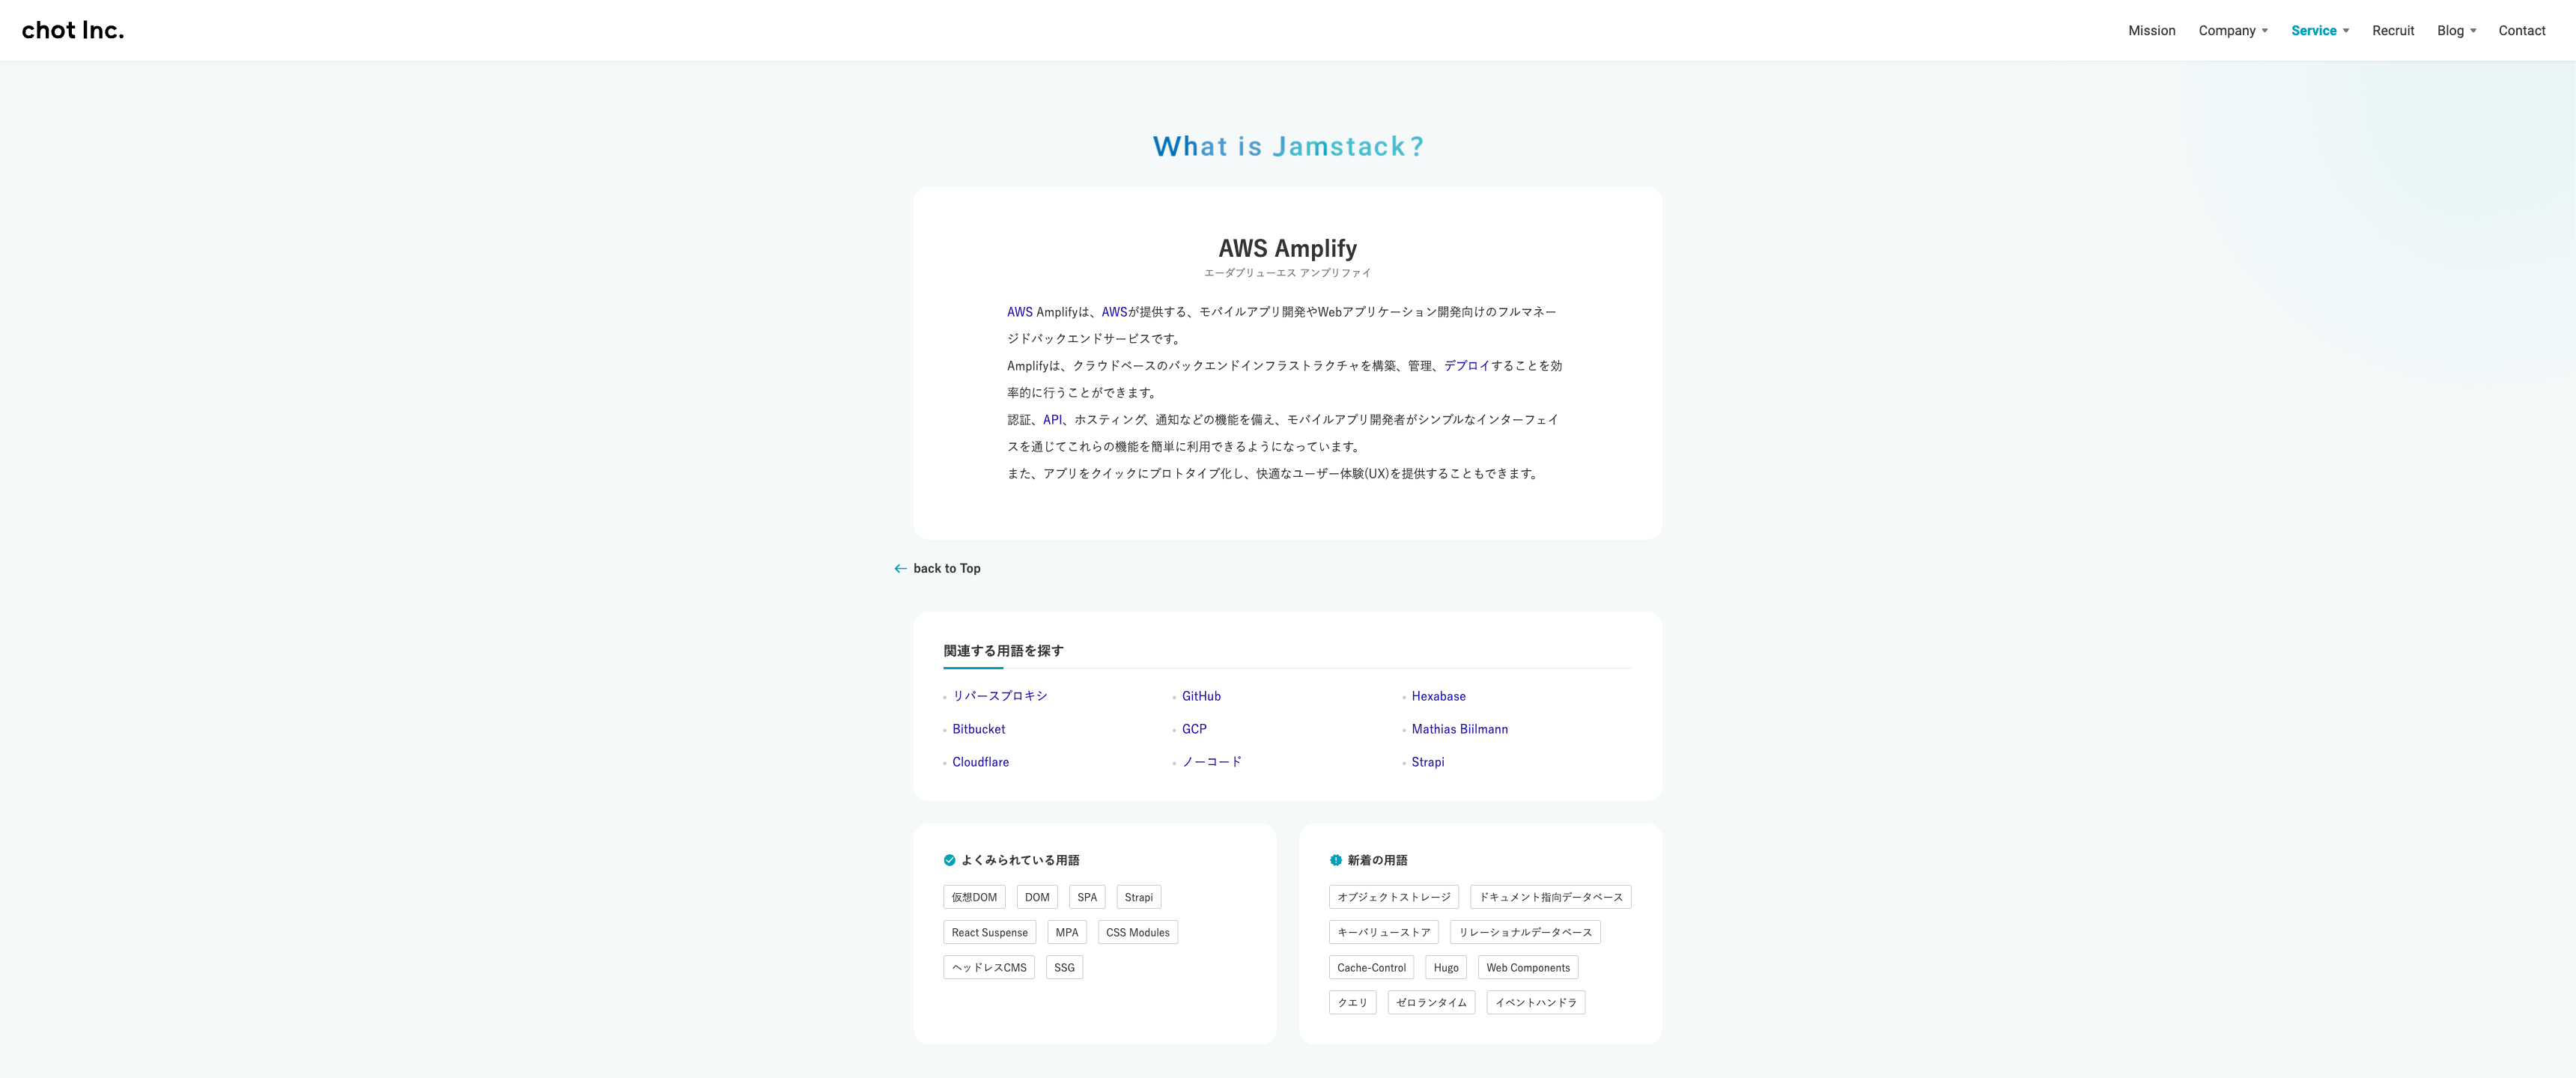 chot Inc.
Mission Company Service Recruit Blog Contact
What is Jamstack?
AWS Amplify
エーダブリューエス アンプリファイ
AWS Amplifyは、AWSが提供する、モバイルアプリ開発やWebアプリケーション開発向けのフルマネー
ジドバックエンドサービスです。
Amplifyは、クラウドベースのバックエンドインフラストラクチャを構築、管理、デプロイすることを効
率的に行うことができます。
認証、API、ホスティング、通知などの機能を備え、モバイルアプリ開発者がシンプルなインターフェイ
スを通じてこれらの機能を簡単に利用できるようになっています。
また、アプリをクイックにプロトタイプ化し、快適なユーザー体験(UX)を提供することもできます。
back to Top
関連する用語を探す
リバースプロキシ GitHub Hexabase
Bitbucket GCP Mathias Biilmann
Cloudflare ノーコード Strapi
よくみられている用語
仮想DOM DOM SPA Strapi
React Suspense MPA CSS Modules
ヘッドレスCMS SSG
新着の用語
オブジェクトストレージ ドキュメント指向データベース
キーバリューストア リレーショナルデータベース
Cache-Control Hugo Web Components
クエリ ゼロランタイム イベントハンドラ